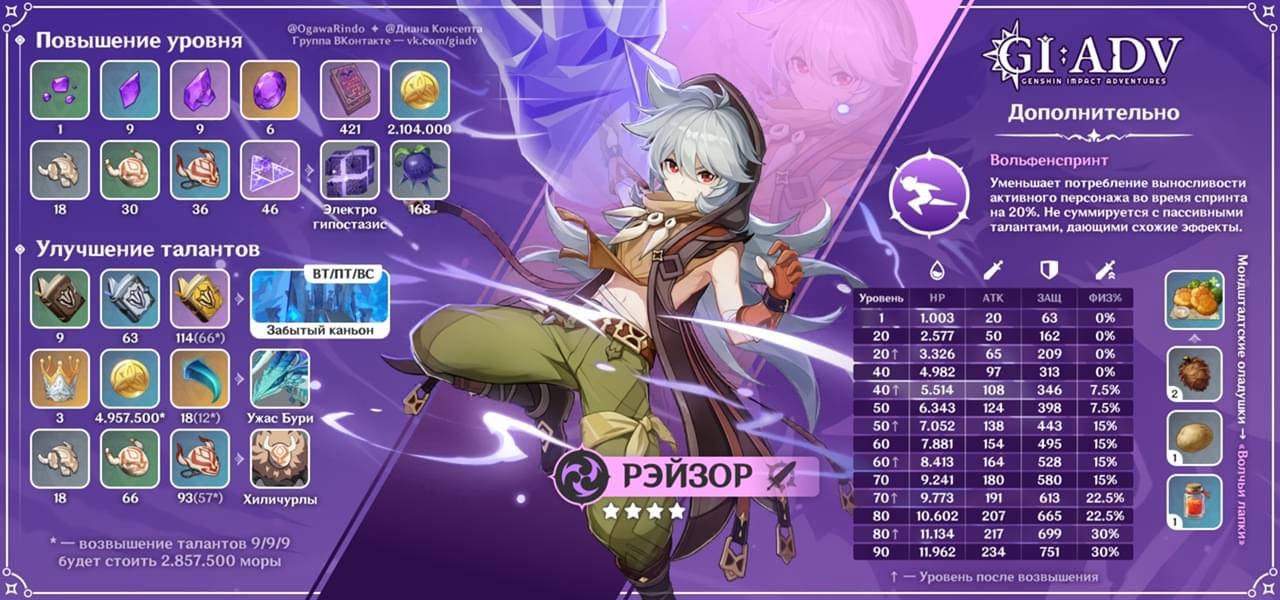 Повышение уровня
@OgawaRindo ✦ @Диана Консепта
Группа ВКонтакте — vk.com/giadv
1 9 9 6 421 2.104.000
18 30 36 46 Электро гипостазис 168
Улучшение талантов
9 63 114(66*)
ВТ/ПТ/ВС
Забытый каньон
3 4.957.500* 18(12*) Ужас Бури
18 66 93(57*) Хиличурлы
* — возвышение талантов 9/9/9
будет стоить 2.857.500 моры
РЭЙЗОР
GI·ADV
GENSHIN IMPACT ADVENTURES
Дополнительно
Вольфенспринт
Уменьшает потребление выносливости
активного персонажа во время спринта
на 20%. Не суммируется с пассивными
талантами, дающими схожие эффекты.
Уровень HP АТК ЗАЩ ФИЗ%
1 1.003 20 63 0%
20 2.577 50 162 0%
20↑ 3.326 65 209 0%
40 4.982 97 313 0%
40↑ 5.514 108 346 7.5%
50 6.343 124 398 7.5%
50↑ 7.052 138 443 15%
60 7.881 154 495 15%
60↑ 8.413 164 528 15%
70 9.241 180 580 15%
70↑ 9.773 191 613 22.5%
80 10.602 207 665 22.5%
80↑ 11.134 217 699 30%
90 11.962 234 751 30%
↑ — Уровень после возвышения
2
1
1
Мондштадтские оладушки → «Волчьи лапки»